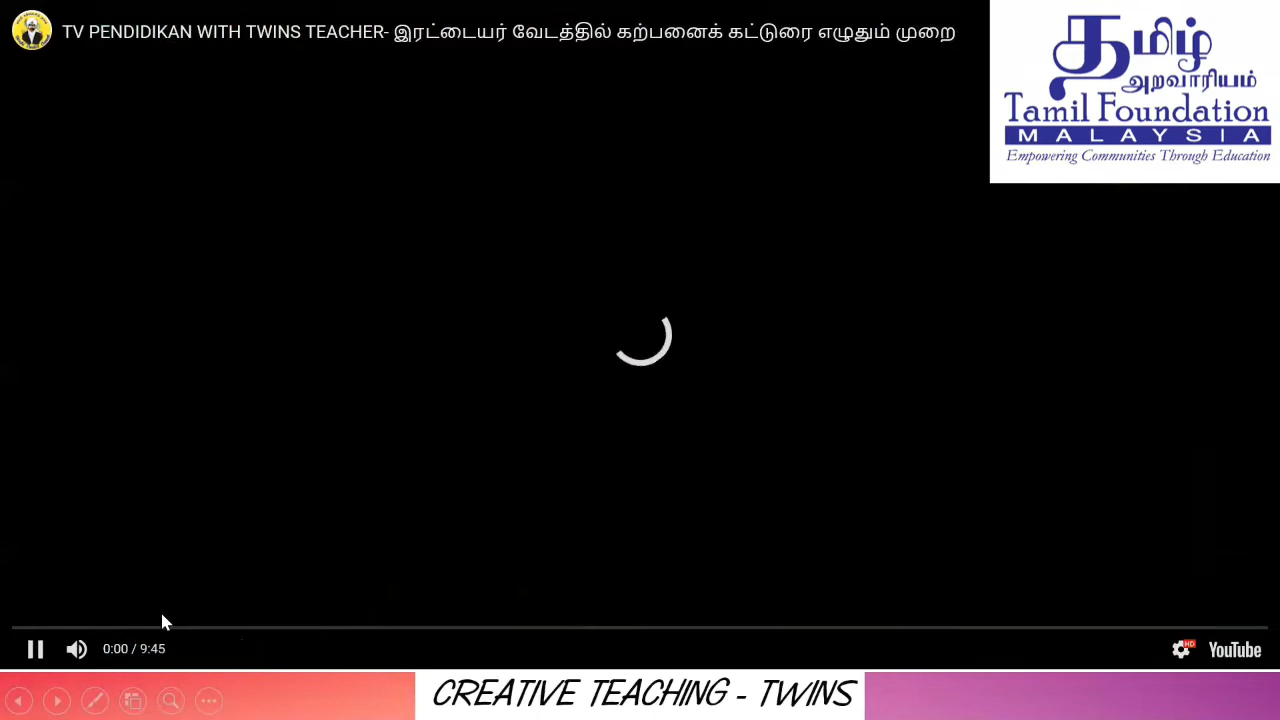 TV PENDIDIKAN WITH TWINS TEACHER- இரட்டையர் வேடத்தில் கற்பனைக் கட்டுரை எழுதும் முறை
தமிழ்
அறவாரியம்
Tamil Foundation
MALAYSIA
Empowering Communities Through Education
0:00 / 9:45
HD
YouTube
CREATIVE TEACHING - TWINS